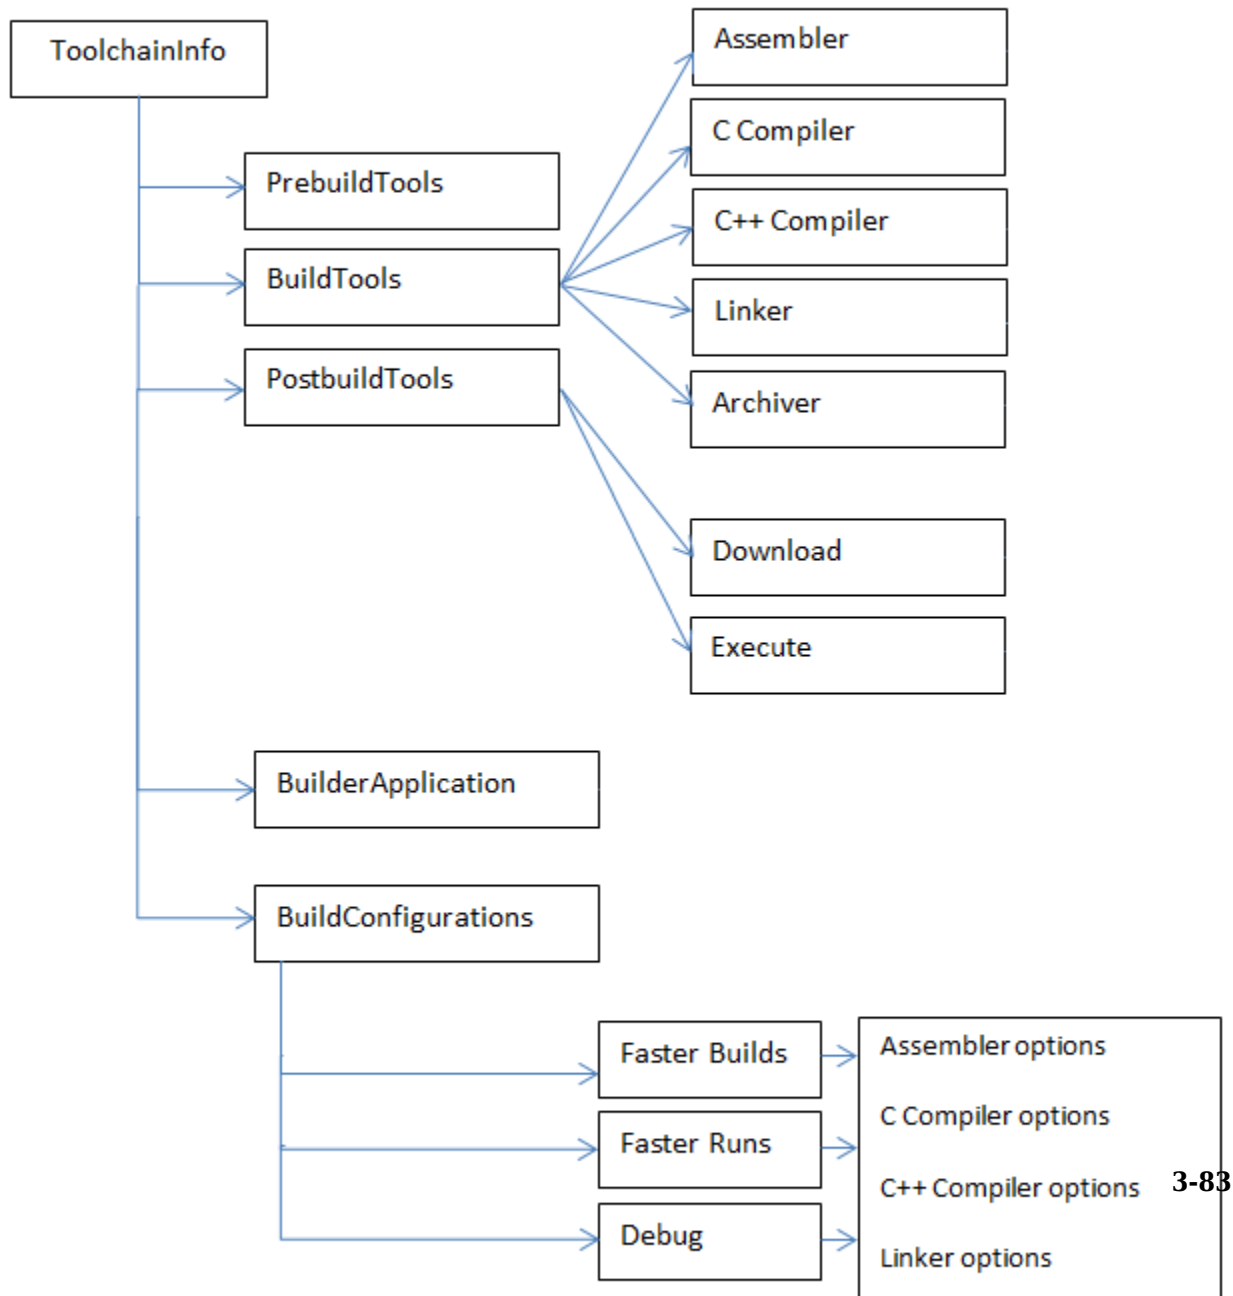 ToolchainInfo
Assembler
C Compiler
PrebuildTools
C++ Compiler
BuildTools
Linker
PostbuildTools
Archiver
Download
Execute
BuilderApplication
BuildConfigurations
Faster Builds
Assembler options
C Compiler options
Faster Runs
C++ Compiler options
3-83
Debug
Linker options